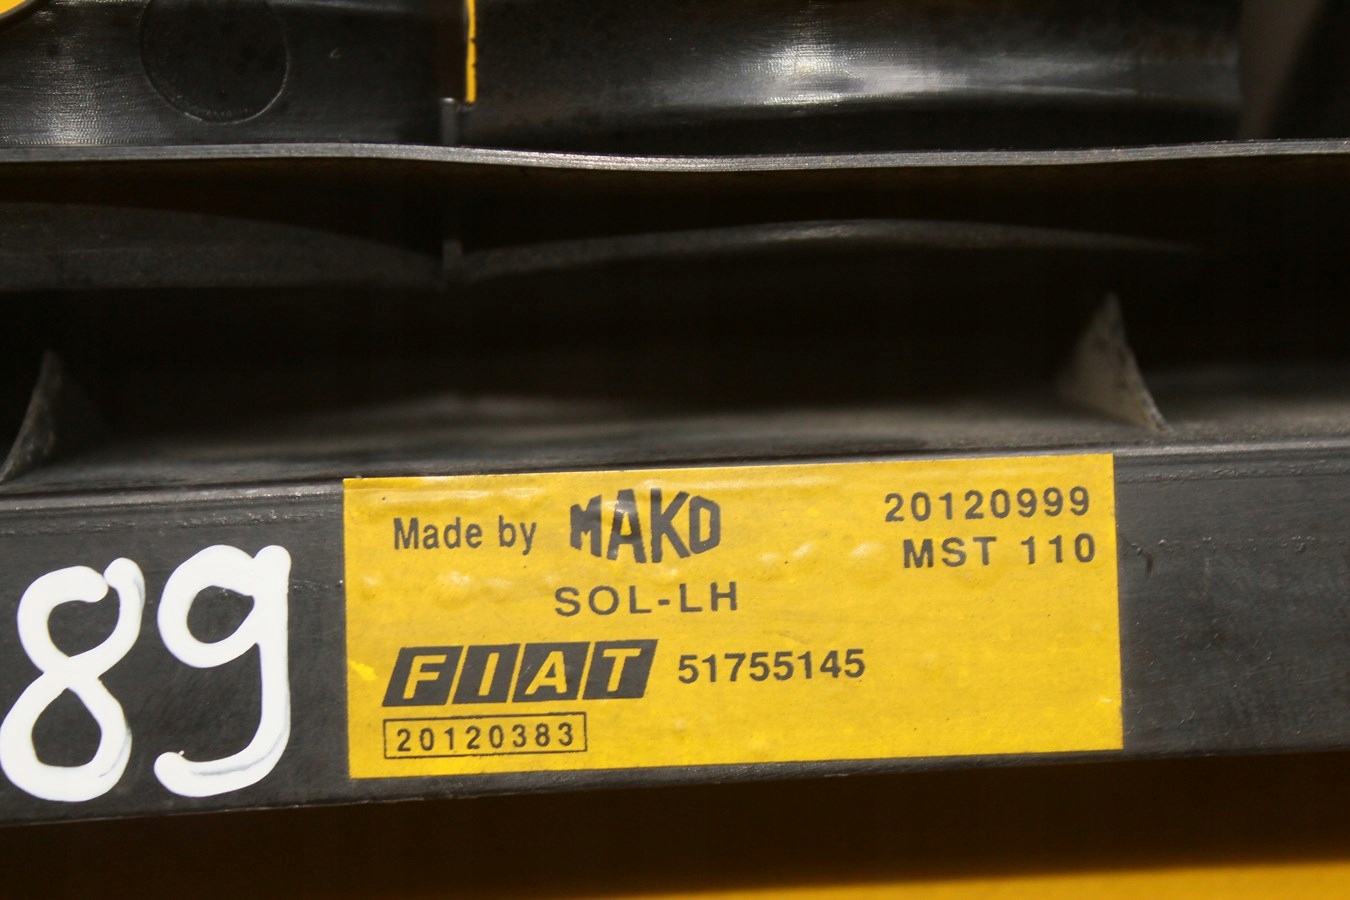 Made by MAKO
20120999
MST 110
SOL-LH
FIAT 51755145
20120383
89